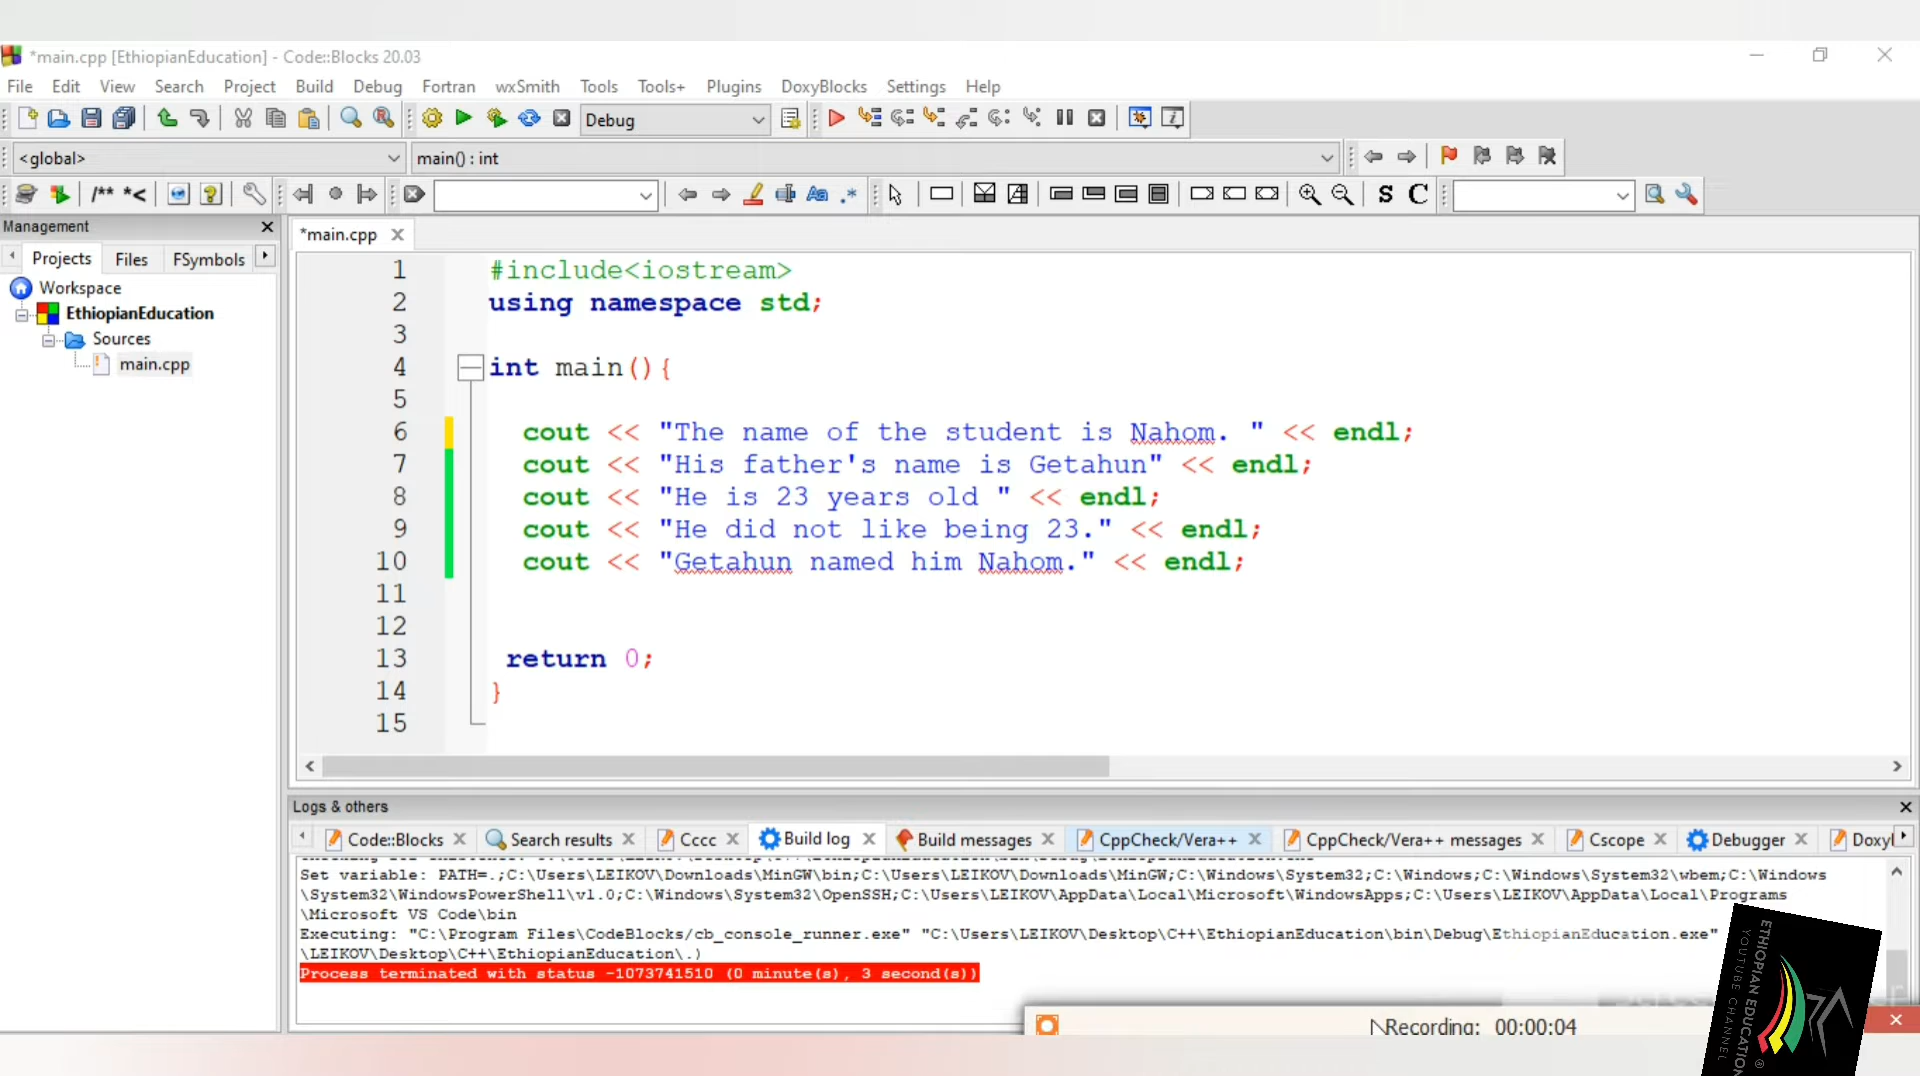 *main.cpp [EthiopianEducation] - Code::Blocks 20.03
File Edit View Search Project Build Debug Fortran wxSmith Tools Tools+ Plugins DoxyBlocks Settings Help
Debug
<global> main() : int
/** *< S C
Management
Projects Files FSymbols
Workspace
EthiopianEducation
Sources
main.cpp
*main.cpp
1 #include<iostream>
2 using namespace std;
3
4 int main(){
5
6 cout << "The name of the student is Nahom. " << endl;
7 cout << "His father's name is Getahun" << endl;
8 cout << "He is 23 years old " << endl;
9 cout << "He did not like being 23." << endl;
10 cout << "Getahun named him Nahom." << endl;
11
12
13 return 0;
14 }
15
Logs & others
Code::Blocks Search results Cccc Build log Build messages CppCheck/Vera++ CppCheck/Vera++ messages Cscope Debugger
Set variable: PATH=.;C:\Users\LEIKOV\Downloads\MinGW\bin;C:\Users\LEIKOV\Downloads\MinGW;C:\Windows\System32;C:\Windows;C:\Windows\System32\wbem;C:\Windows
\System32\WindowsPowerShell\v1.0;C:\Windows\System32\OpenSSH;C:\Users\LEIKOV\AppData\Local\Microsoft\WindowsApps;C:\Users\LEIKOV\AppData\Local\Programs
\Microsoft VS Code\bin
Executing: "C:\Program Files\CodeBlocks/cb_console_runner.exe" "C:\Users\LEIKOV\Desktop\C++\EthiopianEducation\bin\Debug\EthiopianEducation.exe"
\LEIKOV\Desktop\C++\EthiopianEducation\.)
Process terminated with status -1073741510 (0 minute(s), 3 second(s))
Recording: 00:00:04
ETHIOPIAN EDUCATION
YOUTUBE CHANNEL